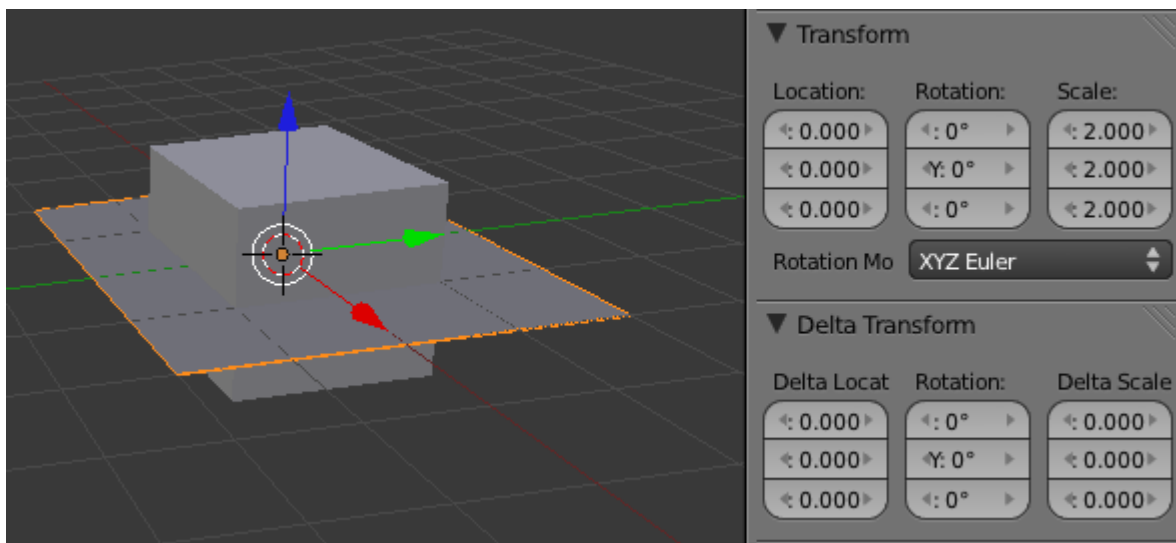 Transform
Location: Rotation: Scale:
: 0.000 : 0° : 2.000
: 0.000 Y: 0° : 2.000
: 0.000 : 0° : 2.000
Rotation Mo XYZ Euler
Delta Transform
Delta Locat Rotation: Delta Scale
: 0.000 : 0° : 0.000
: 0.000 Y: 0° : 0.000
: 0.000 : 0° : 0.000